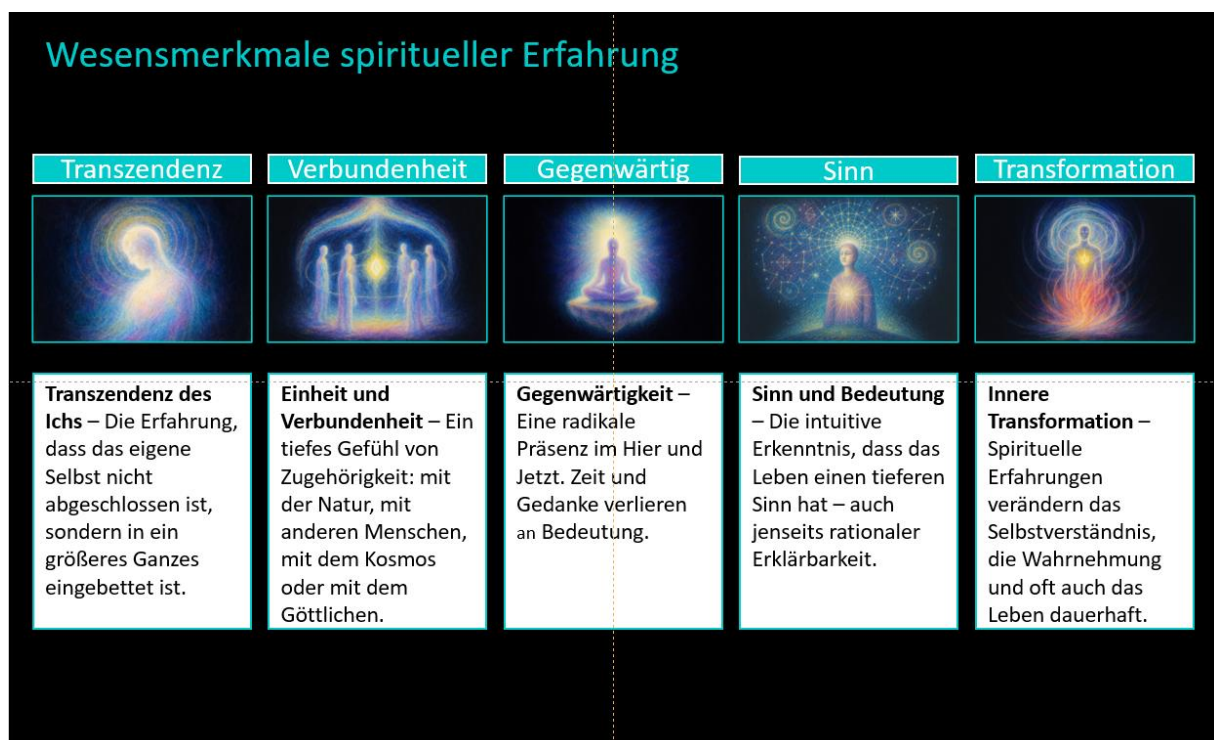 Wesensmerkmale spiritueller Erfahrung
Transzendenz
Verbundenheit
Gegenwärtig
Sinn
Transformation
Transzendenz des
Ichs – Die Erfahrung,
dass das eigene
Selbst nicht
abgeschlossen ist,
sondern in ein
größeres Ganzes
eingebettet ist.
Einheit und
Verbundenheit – Ein
tiefes Gefühl von
Zugehörigkeit: mit
der Natur, mit
anderen Menschen,
mit dem Kosmos
oder mit dem
Göttlichen.
Gegenwärtigkeit –
Eine radikale
Präsenz im Hier und
Jetzt. Zeit und
Gedanke verlieren
an Bedeutung.
Sinn und Bedeutung
– Die intuitive
Erkenntnis, dass das
Leben einen tieferen
Sinn hat – auch
jenseits rationaler
Erklärbarkeit.
Innere
Transformation –
Spirituelle
Erfahrungen
verändern das
Selbstverständnis,
die Wahrnehmung
und oft auch das
Leben dauerhaft.